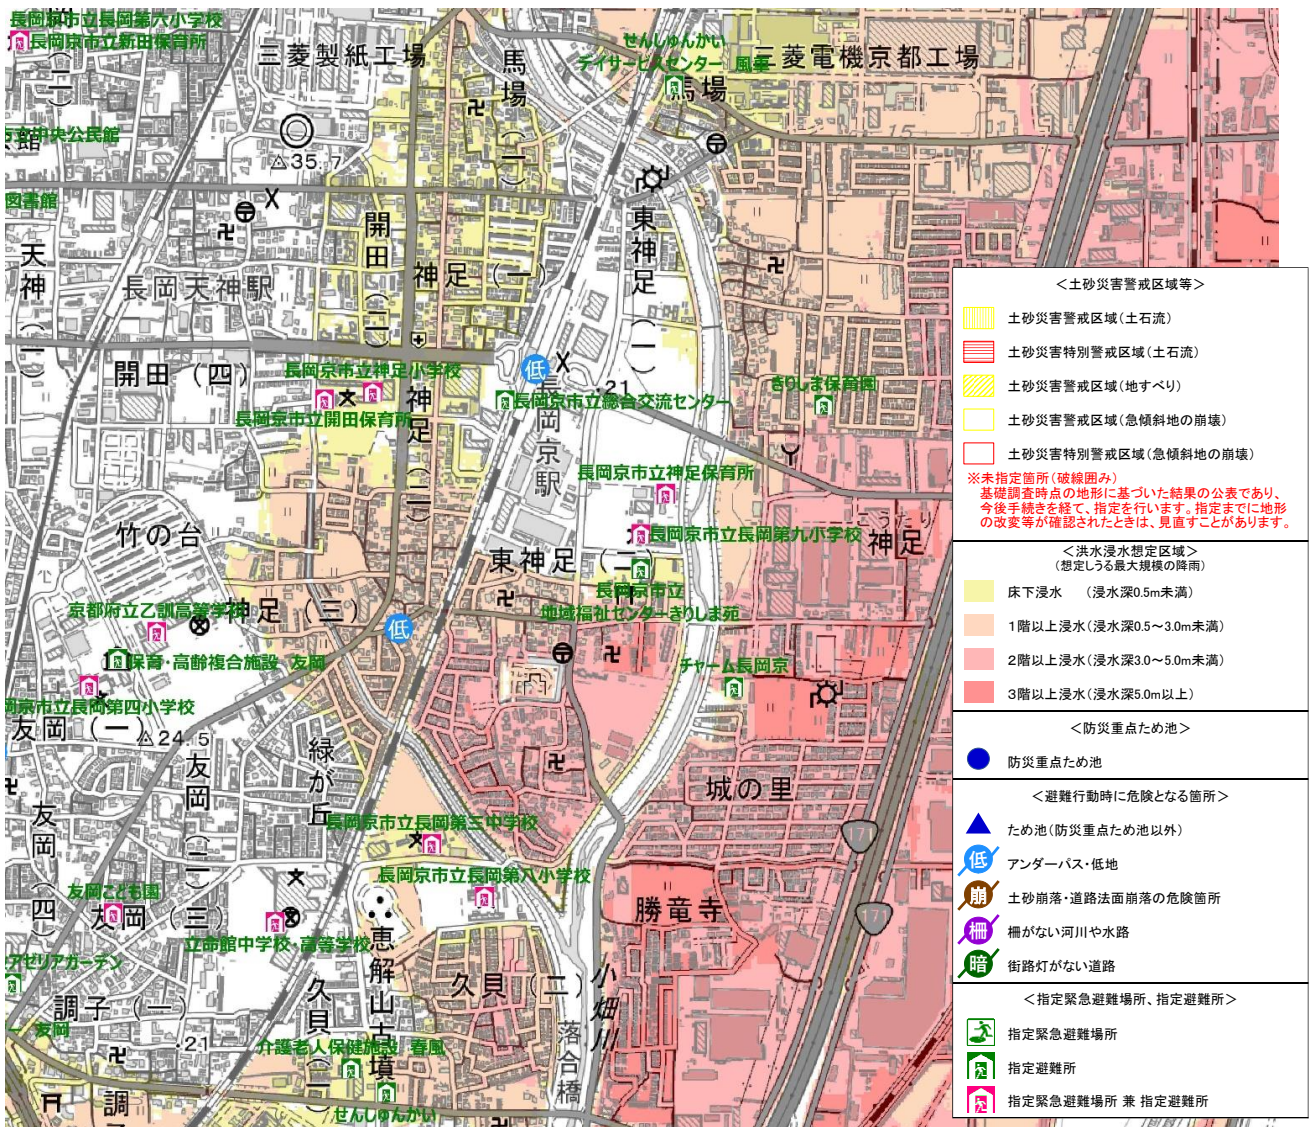 長岡京市立長岡第六小学校
長岡京市立新田保育所
三菱製紙工場
馬場(一)
せんしゅんかい
デイサービスセンター 風車
馬場
三菱電機京都工場
15
市立中央公民館
館
35.7
図書館
天神(一)
開田(二)
神足(一)
東神足(一)
長岡天神駅
開田(四)
低
21
長岡京市立神足小学校
長岡京市立開田保育所
神足(二)
長岡京市立総合交流センター
きりしま保育園
長岡京駅
長岡京市立神足保育所
長岡京市立長岡第九小学校
こうたり
神足
竹の台
東神足(二)
長岡京市立
地域福祉センターきりしま苑
京都府立乙訓高等学校
神足(三)
低
保育・高齢複合施設 友岡
チャーム長岡京
岡京市立長岡第四小学校
友岡(一)
24.5
緑が丘
友岡(二)
城の里
171
友岡(四)
長岡京市立長岡第三中学校
長岡京市立長岡第八小学校
友岡こども園
友岡(三)
立命館中学校・高等学校
勝竜寺
171
アゼリアガーデン
恵解山古墳
久貝(二)
小畑川
調子(一)
久貝(一)
友岡
21
介護老人保健施設 春風
落合橋
調子
せんしゅんかい
<土砂災害警戒区域等>
土砂災害警戒区域(土石流)
土砂災害特別警戒区域(土石流)
土砂災害警戒区域(地すべり)
土砂災害警戒区域(急傾斜地の崩壊)
土砂災害特別警戒区域(急傾斜地の崩壊)
※未指定箇所(破線囲み)
基礎調査時点の地形に基づいた結果の公表であり、
今後手続きを経て、指定を行います。指定までに地形
の改変等が確認されたときは、見直すことがあります。
<洪水浸水想定区域>
(想定しうる最大規模の降雨)
床下浸水 (浸水深0.5m未満)
1階以上浸水(浸水深0.5～3.0m未満)
2階以上浸水(浸水深3.0～5.0m未満)
3階以上浸水(浸水深5.0m以上)
<防災重点ため池>
防災重点ため池
<避難行動時に危険となる箇所>
ため池(防災重点ため池以外)
低 アンダーパス・低地
崩 土砂崩落・道路法面崩落の危険箇所
柵 柵がない河川や水路
暗 街路灯がない道路
<指定緊急避難場所、指定避難所>
指定緊急避難場所
指定避難所
指定緊急避難場所 兼 指定避難所